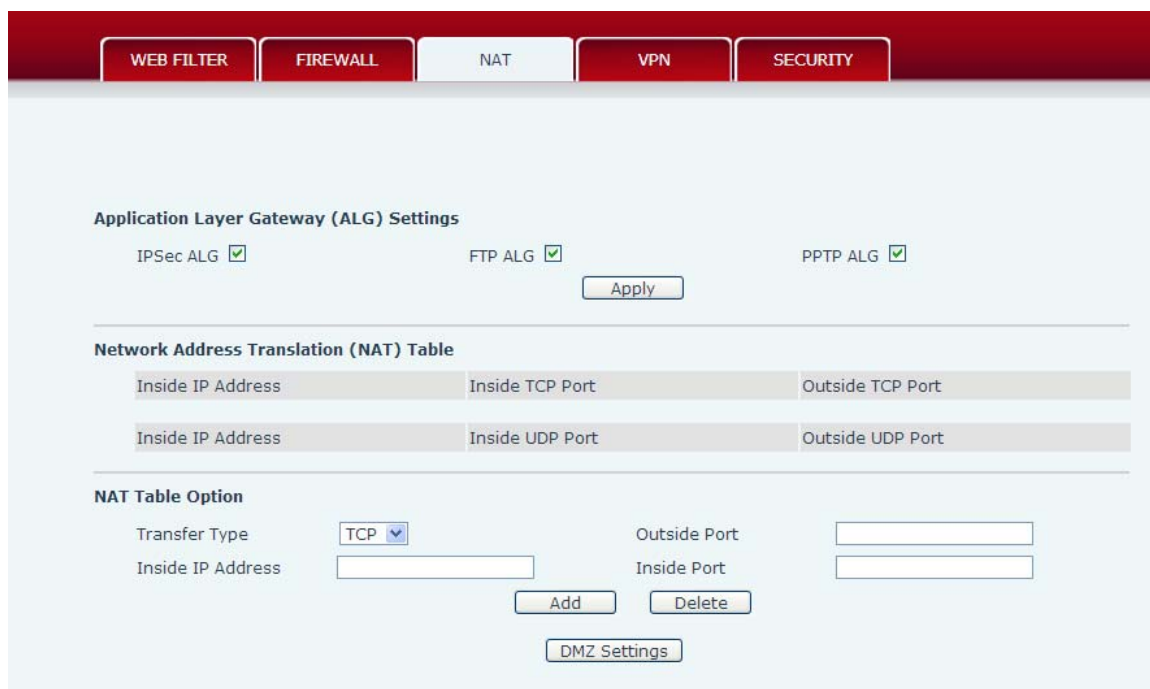 WEB FILTER FIREWALL NAT VPN SECURITY
Application Layer Gateway (ALG) Settings
IPSec ALG FTP ALG PPTP ALG
Apply
Network Address Translation (NAT) Table
Inside IP Address Inside TCP Port Outside TCP Port
Inside IP Address Inside UDP Port Outside UDP Port
NAT Table Option
Transfer Type TCP Outside Port
Inside IP Address Inside Port
Add Delete
DMZ Settings